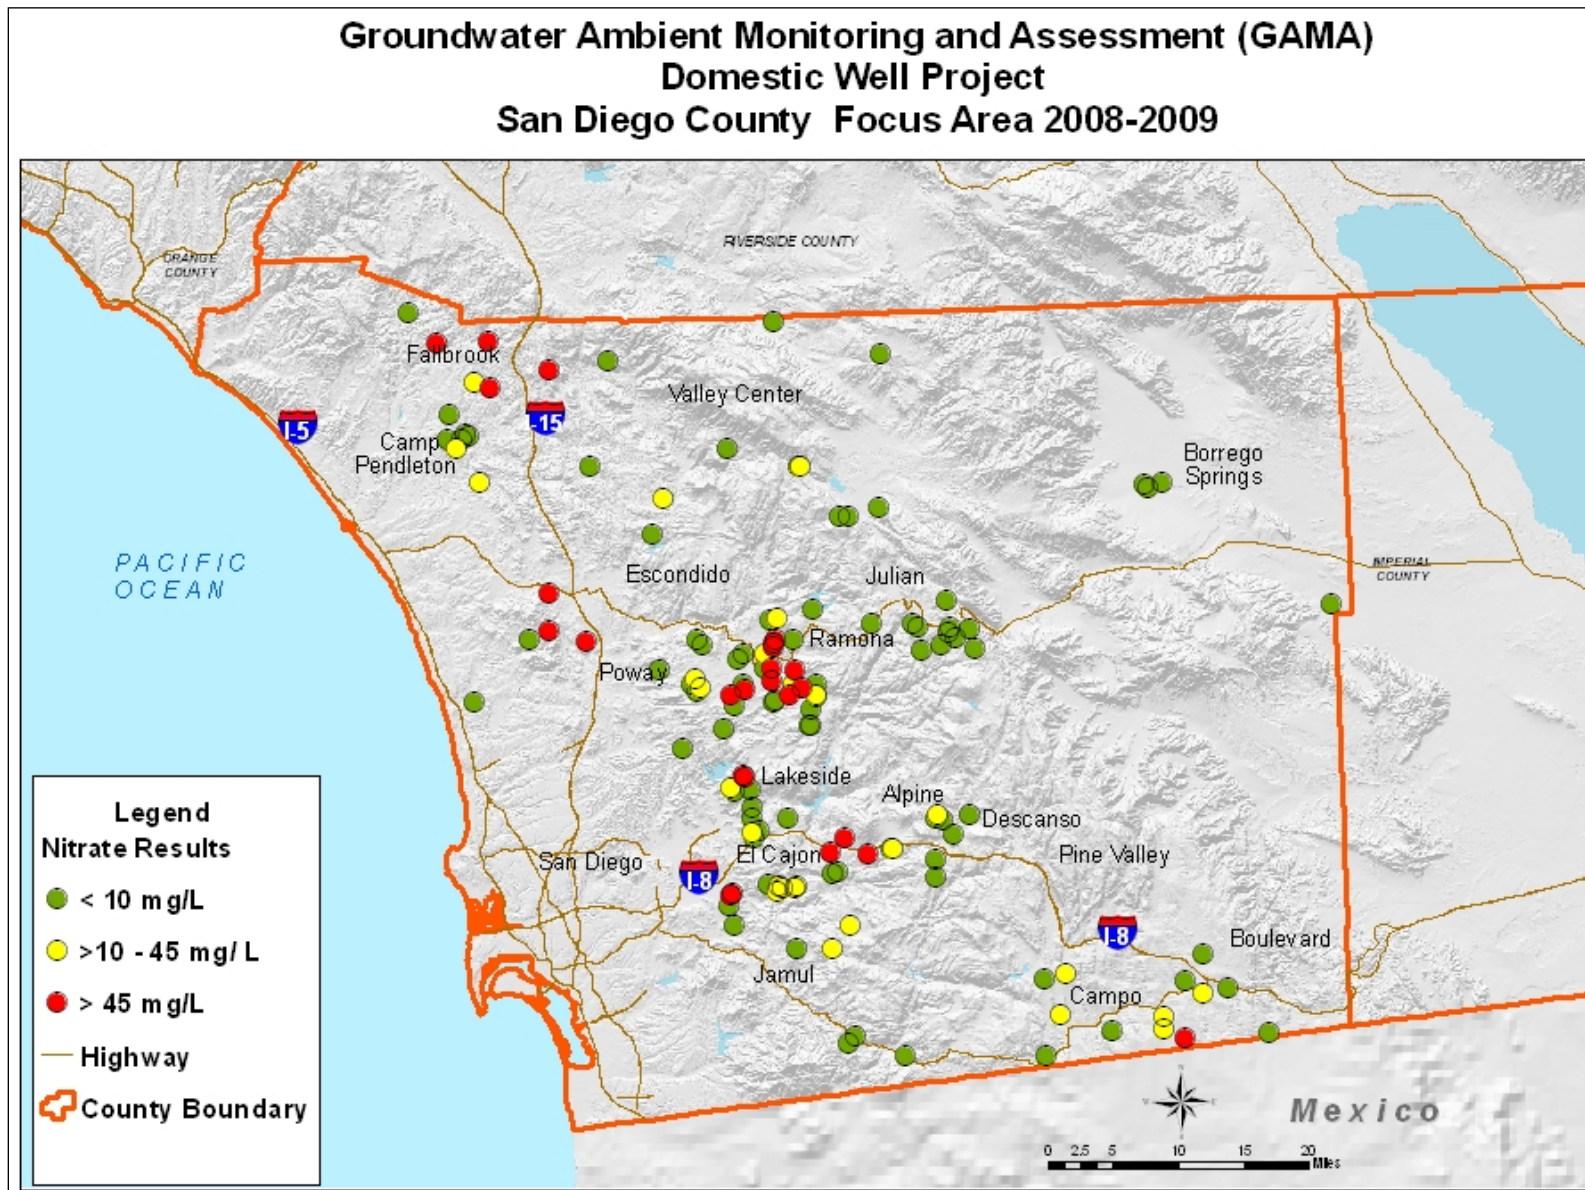 Groundwater Ambient Monitoring and Assessment (GAMA)
Domestic Well Project
San Diego County Focus Area 2008-2009
RIVERSIDE COUNTY
ORANGE
COUNTY
Fallbrook
Valley Center
I-5
I-15
Camp
Pendleton
Borrego
Springs
PACIFIC
OCEAN
Escondido
Julian
IMPERIAL
COUNTY
Ramona
Poway
Lakeside
Alpine
Descanso
San Diego
El Cajon
Pine Valley
I-8
I-8
Boulevard
Jamul
Campo
Legend
Nitrate Results
< 10 mg/L
>10 - 45 mg/ L
> 45 mg/L
Highway
County Boundary
Mexico
N
W E
S
0 2.5 5 10 15 20
Miles